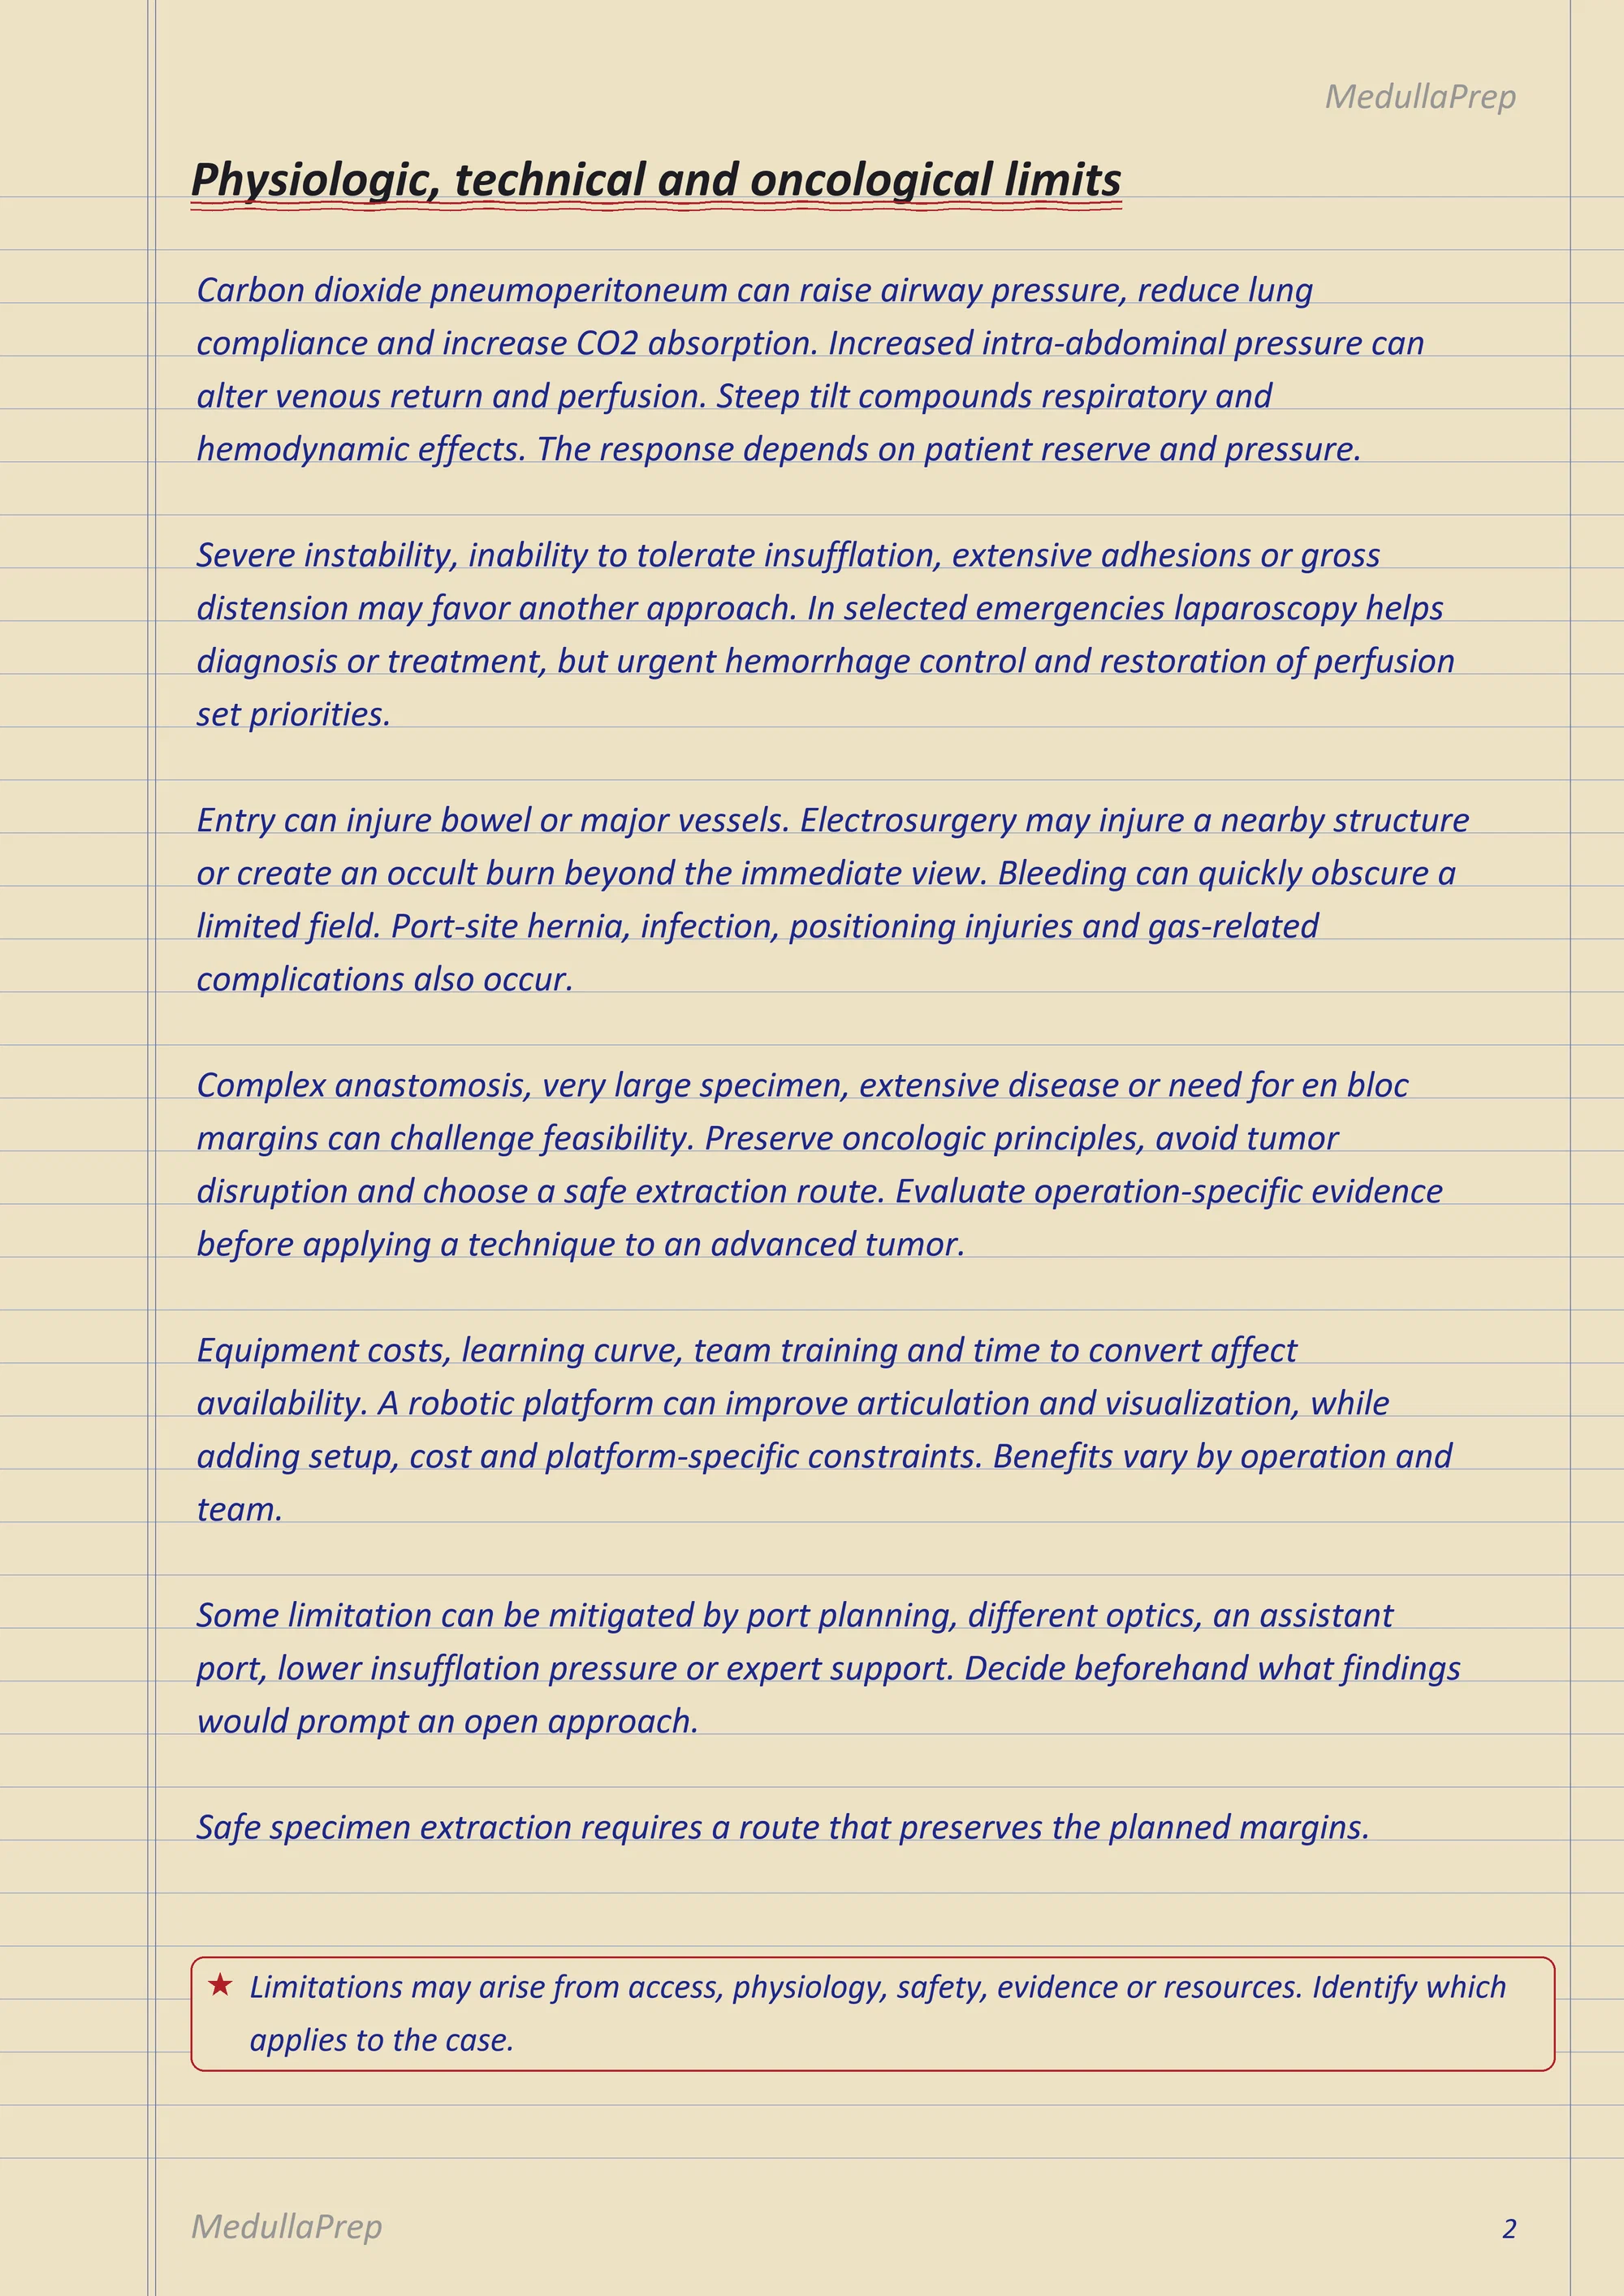 MedullaPrep
Physiologic, technical and oncological limits
Carbon dioxide pneumoperitoneum can raise airway pressure, reduce lung
compliance and increase CO2 absorption. Increased intra-abdominal pressure can
alter venous return and perfusion. Steep tilt compounds respiratory and
hemodynamic effects. The response depends on patient reserve and pressure.
Severe instability, inability to tolerate insufflation, extensive adhesions or gross
distension may favor another approach. In selected emergencies laparoscopy helps
diagnosis or treatment, but urgent hemorrhage control and restoration of perfusion
set priorities.
Entry can injure bowel or major vessels. Electrosurgery may injure a nearby structure
or create an occult burn beyond the immediate view. Bleeding can quickly obscure a
limited field. Port-site hernia, infection, positioning injuries and gas-related
complications also occur.
Complex anastomosis, very large specimen, extensive disease or need for en bloc
margins can challenge feasibility. Preserve oncologic principles, avoid tumor
disruption and choose a safe extraction route. Evaluate operation-specific evidence
before applying a technique to an advanced tumor.
Equipment costs, learning curve, team training and time to convert affect
availability. A robotic platform can improve articulation and visualization, while
adding setup, cost and platform-specific constraints. Benefits vary by operation and
team.
Some limitation can be mitigated by port planning, different optics, an assistant
port, lower insufflation pressure or expert support. Decide beforehand what findings
would prompt an open approach.
Safe specimen extraction requires a route that preserves the planned margins.
★ Limitations may arise from access, physiology, safety, evidence or resources. Identify which
applies to the case.
MedullaPrep
2